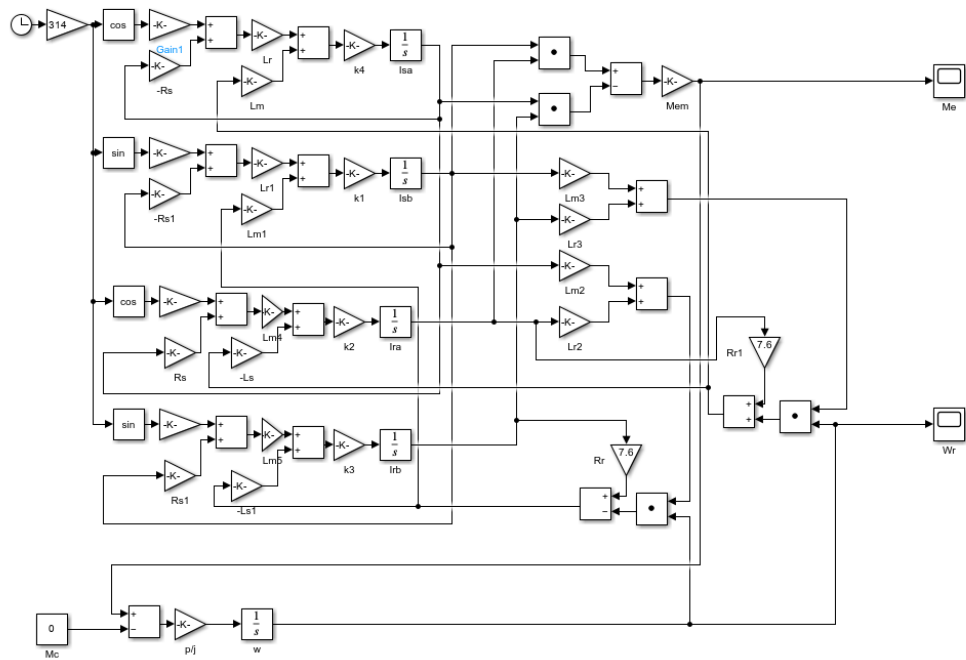 314
cos
-K-
+
+
-K-
+
+
-K-
1
s
Gain1
-K-
-Rs
Lr
-K-
Lm
k4
Isa
+
−
-K-
Mem
Me
sin
-K-
+
+
-K-
+
+
-K-
1
s
-K-
-Rs1
Lr1
-K-
Lm1
k1
Isb
-K-
Lm3
+
+
-K-
Lr3
-K-
Lm2
+
+
-K-
Lr2
cos
-K-
+
+
-K-
Lm4
+
+
-K-
k2
1
s
Ira
-K-
Rs
-K-
-Ls
Rr1
7.6
+
+
Wr
sin
-K-
+
+
-K-
Lm5
+
+
-K-
k3
1
s
Irb
-K-
Rs1
-K-
-Ls1
Rr
7.6
+
−
0
Mc
+
−
-K-
p/j
1
s
w